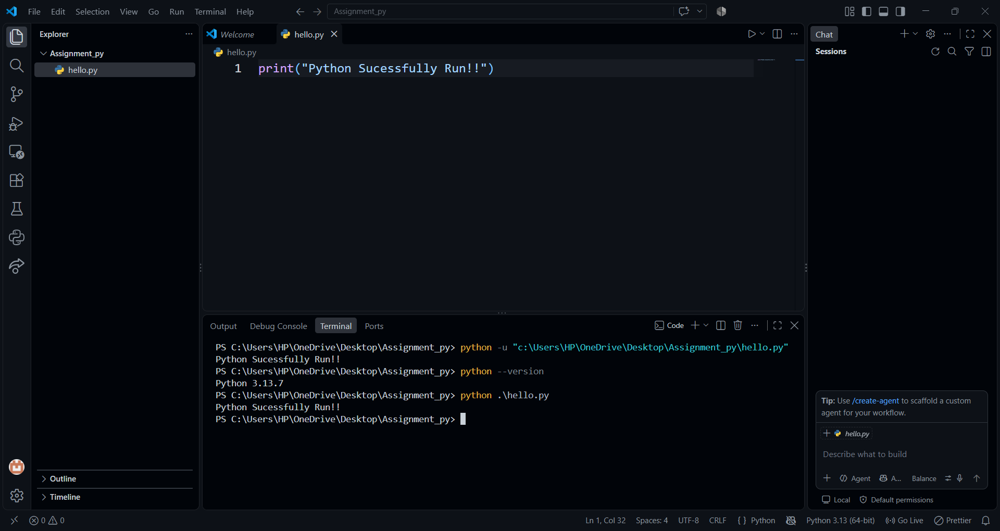 File Edit Selection View Go Run Terminal Help
Assignment_py
Explorer
Assignment_py
hello.py
Outline
Timeline
Welcome
hello.py
hello.py
1 print("Python Sucessfully Run!!")
Output Debug Console Terminal Ports
Code
PS C:\Users\HP\OneDrive\Desktop\Assignment_py> python -u "c:\Users\HP\OneDrive\Desktop\Assignment_py\hello.py"
Python Sucessfully Run!!
PS C:\Users\HP\OneDrive\Desktop\Assignment_py> python --version
Python 3.13.7
PS C:\Users\HP\OneDrive\Desktop\Assignment_py> python .\hello.py
Python Sucessfully Run!!
PS C:\Users\HP\OneDrive\Desktop\Assignment_py>
Chat
Sessions
Tip: Use /create-agent to scaffold a custom
agent for your workflow.
hello.py
Describe what to build
Agent A... Balance
Local Default permissions
0 0
Ln 1, Col 32 Spaces: 4 UTF-8 CRLF { } Python Python 3.13 (64-bit) Go Live Prettier